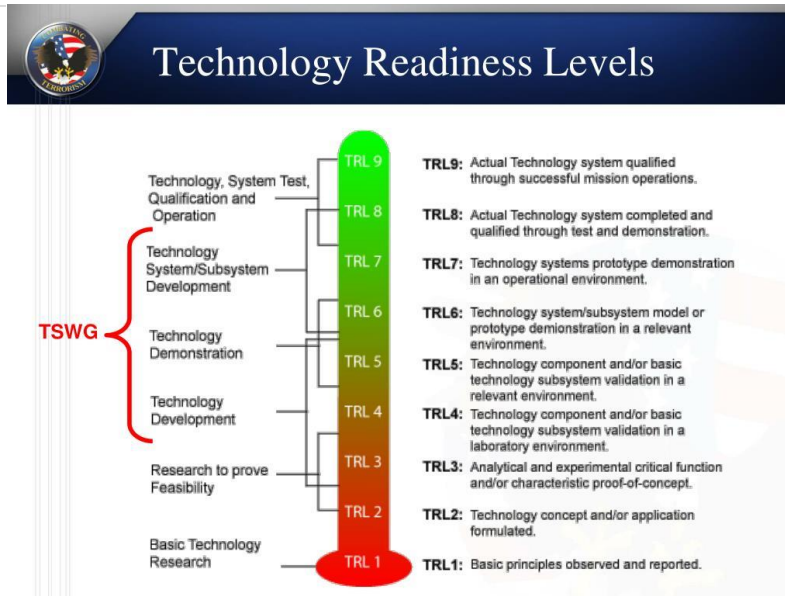 COMBATING
TERRORISM
Technology Readiness Levels
TSWG
Technology, System Test,
Qualification and
Operation
Technology
System/Subsystem
Development
Technology
Demonstration
Technology
Development
Research to prove
Feasibility
Basic Technology
Research
TRL 9
TRL 8
TRL 7
TRL 6
TRL 5
TRL 4
TRL 3
TRL 2
TRL 1
TRL9: Actual Technology system qualified
through successful mission operations.
TRL8: Actual Technology system completed and
qualified through test and demonstration.
TRL7: Technology systems prototype demonstration
in an operational environment.
TRL6: Technology system/subsystem model or
prototype demionstration in a relevant
environment.
TRL5: Technology component and/or basic
technology subsystem validation in a
relevant environment.
TRL4: Technology component and/or basic
technology subsystem validation in a
laboratory environment.
TRL3: Analytical and experimental critical function
and/or characteristic proof-of-concept.
TRL2: Technology concept and/or application
formulated.
TRL1: Basic principles observed and reported.